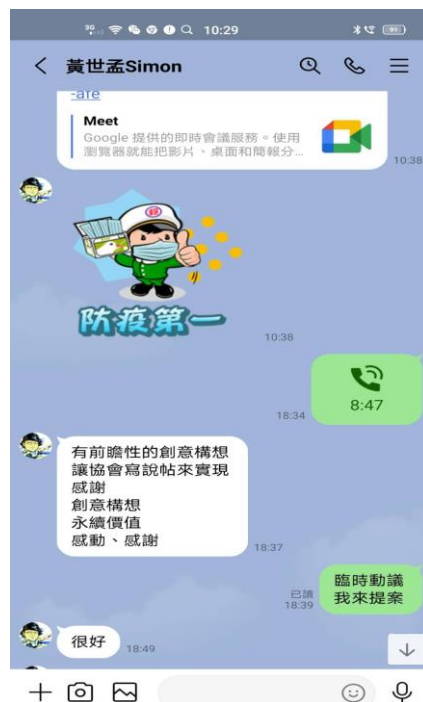 3G 10:29 91
黃世孟Simon
-afe
Meet
Google 提供的即時會議服務。使用
瀏覽器就能把影片、桌面和簡報分...
10:38
防疫第一
10:38
8:47
18:34
有前瞻性的創意構想
讓協會寫說帖來實現
感謝
創意構想
永續價值
感動、感謝
18:37
臨時動議
我來提案
已讀
18:39
很好
18:49